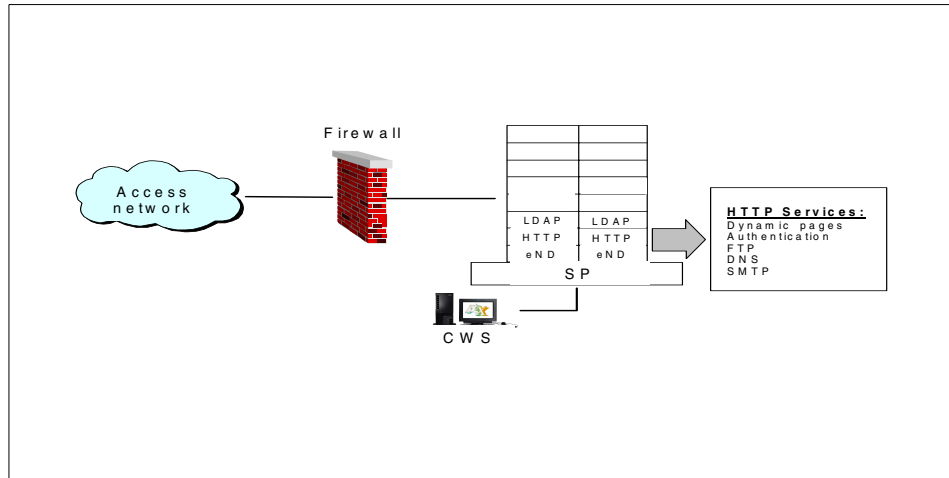 Firewall
Access
network
LDAP LDAP
HTTP HTTP
eND eND
SP
CWS
HTTP Services:
Dynamic pages
Authentication
FTP
DNS
SMTP